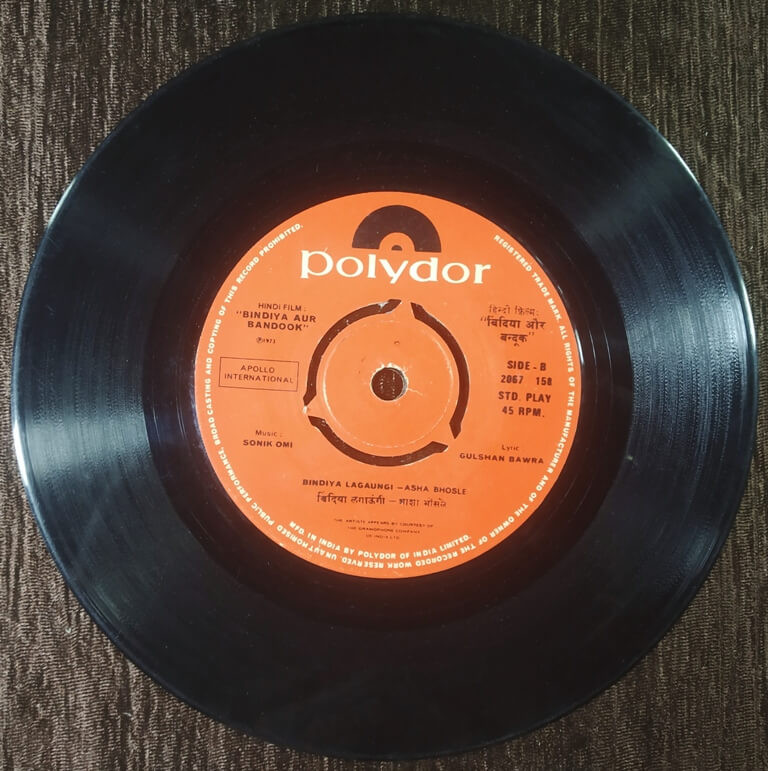 polydor
HINDI FILM :
"BINDIYA AUR
BANDOOK"
℗1973
APOLLO
INTERNATIONAL
Music :
SONIK OMI
हिन्दी फ़िल्म:
"बिंदिया और
बन्दूक"
SIDE - B
2067 158
STD. PLAY
45 RPM.
Lyric
GULSHAN BAWRA
BINDIYA LAGAUNGI – ASHA BHOSLE
बिंदिया लगाऊंगी – आशा भोंसले
THE ARTISTE APPEARS BY COURTESY OF
THE GRAMOPHONE COMPANY
OF INDIA LTD.
REGISTERED TRADE MARK. ALL RIGHTS OF THE MANUFACTURER AND OF THE OWNER OF THE RECORDED WORK RESERVED. UNAUTHORISED PUBLIC PERFORMANCE, BROADCASTING AND COPYING OF THIS RECORD PROHIBITED.
MFD. IN INDIA BY POLYDOR OF INDIA LIMITED.